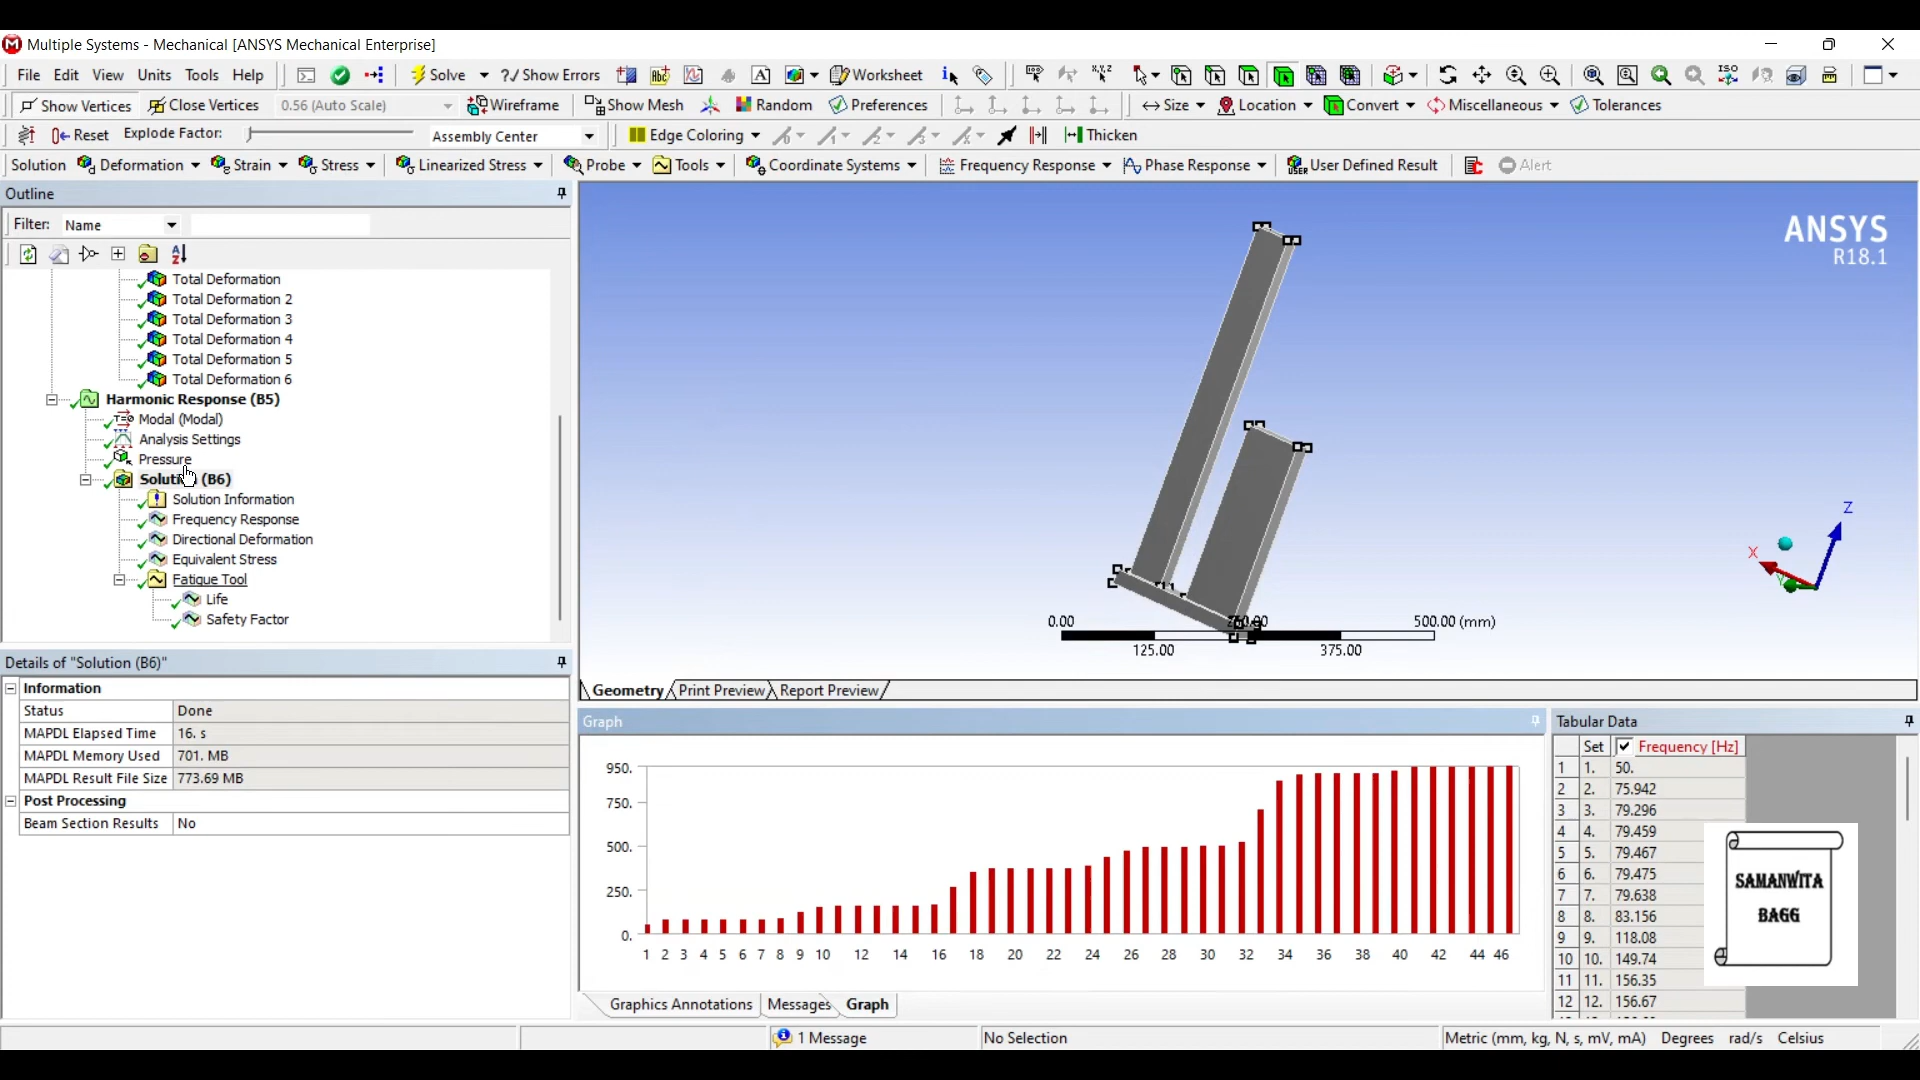 Multiple Systems - Mechanical [ANSYS Mechanical Enterprise]
File Edit View Units Tools Help Solve ?/ Show Errors Worksheet
Show Vertices Close Vertices 0.56 (Auto Scale) Wireframe Show Mesh Random Preferences Size Location Convert Miscellaneous Tolerances
Reset Explode Factor: Assembly Center Edge Coloring Thicken
Solution Deformation Strain Stress Linearized Stress Probe Tools Coordinate Systems Frequency Response Phase Response User Defined Result Alert
Outline
Filter: Name
Total Deformation
Total Deformation 2
Total Deformation 3
Total Deformation 4
Total Deformation 5
Total Deformation 6
Harmonic Response (B5)
Modal (Modal)
Analysis Settings
Pressure
(B6)
Solution Information
Frequency Response
Directional Deformation
Equivalent Stress
Fatigue Tool
Life
Safety Factor
Details of "Solution (B6)"
Information
Status Done
MAPDL Elapsed Time 16. s
MAPDL Memory Used 701. MB
MAPDL Result File Size 773.69 MB
Post Processing
Beam Section Results No
ANSYS
R18.1
Z
X
0.00 500.00 (mm)
125.00 375.00
Geometry Print Preview Report Preview
Graph
950.
750.
500.
250.
0.
1 2 3 4 5 6 7 8 9 10 12 14 16 18 20 22 24 26 28 30 32 34 36 38 40 42 44 46
Graphics Annotations Messages Graph
Tabular Data
Set Frequency [Hz]
1 1. 50.
2 2. 75.942
3 3. 79.296
4 4. 79.459
5 5. 79.467
6 6. 79.475
7 7. 79.638
8 8. 83.156
9 9. 118.08
10 10. 149.74
11 11. 156.35
12 12. 156.67
SAMANWITA
BAGG
1 Message No Selection Metric (mm, kg, N, s, mV, mA) Degrees rad/s Celsius